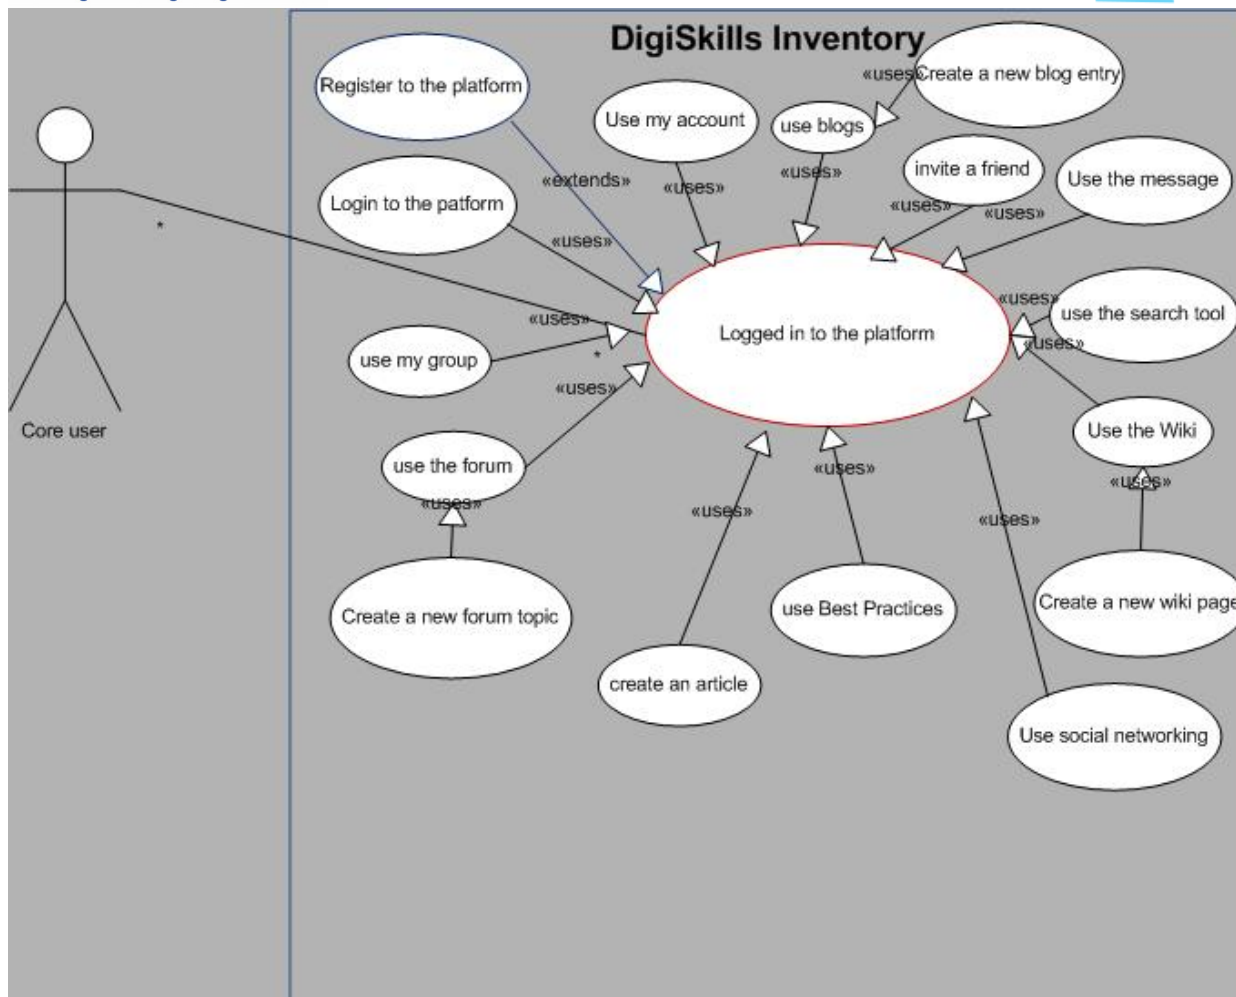 DigiSkills Inventory
Register to the platform
Use my account
«uses»
Create a new blog entry
use blogs
«extends»
«uses»
«uses»
invite a friend
Use the message
Login to the patform
«uses»
«uses»
«uses»
*
«uses»
use the search tool
«uses»
Logged in to the platform
use my group
*
«uses»
«uses»
Core user
Use the Wiki
use the forum
«uses»
«uses»
«uses»
«uses»
«uses»
Create a new forum topic
use Best Practices
Create a new wiki page
create an article
Use social networking